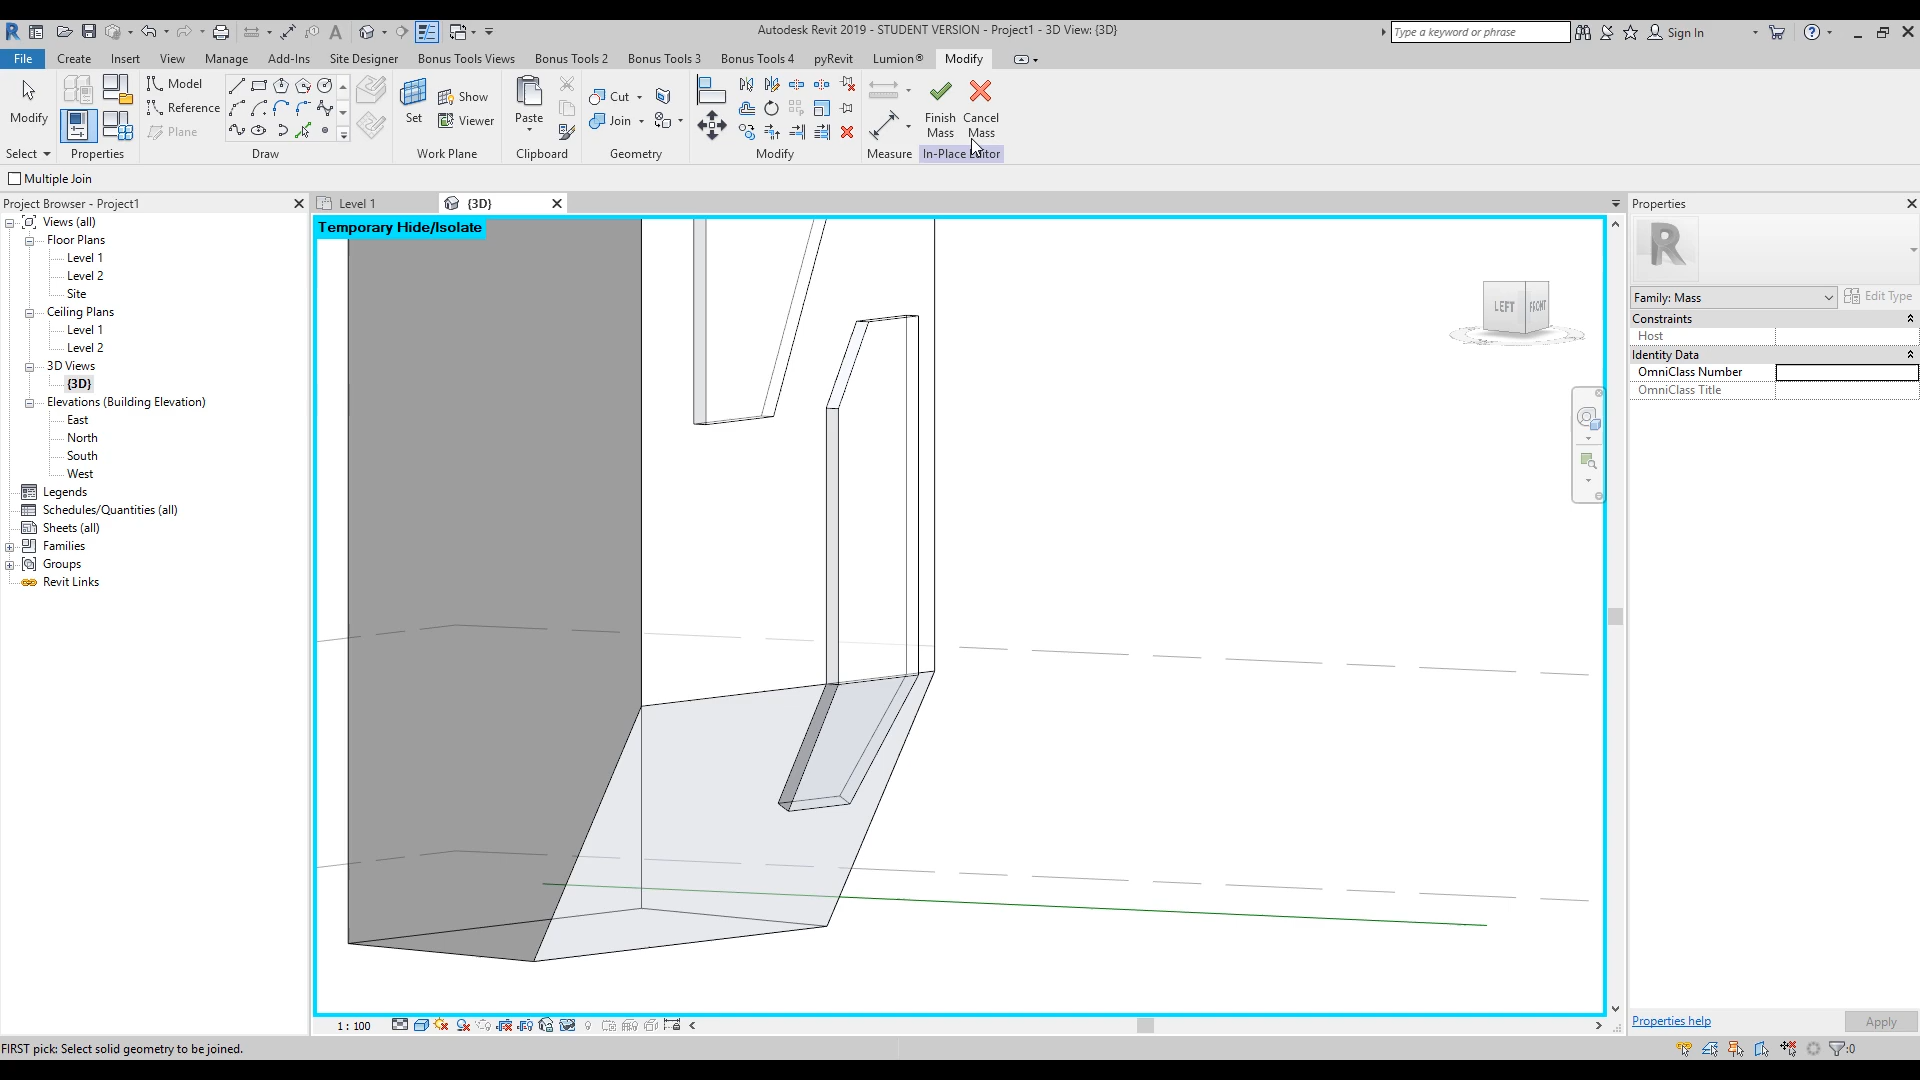 Autodesk Revit 2019 - STUDENT VERSION - Project1 - 3D View: {3D}
Type a keyword or phrase
Sign In
File
Create
Insert
View
Manage
Add-Ins
Site Designer
Bonus Tools Views
Bonus Tools 2
Bonus Tools 3
Bonus Tools 4
pyRevit
Lumion®
Modify
Modify
Model
Reference
Plane
Set
Show
Viewer
Paste
Cut
Join
Finish
Mass
Cancel
Mass
Select
Properties
Draw
Work Plane
Clipboard
Geometry
Modify
Measure
In-Place Editor
Multiple Join
Project Browser - Project1
Views (all)
Floor Plans
Level 1
Level 2
Site
Ceiling Plans
Level 1
Level 2
3D Views
{3D}
Elevations (Building Elevation)
East
North
South
West
Legends
Schedules/Quantities (all)
Sheets (all)
Families
Groups
Revit Links
Level 1
{3D}
Temporary Hide/Isolate
LEFT
FRONT
1 : 100
Properties
Family: Mass
Edit Type
Constraints
Host
Identity Data
OmniClass Number
OmniClass Title
Properties help
Apply
FIRST pick: Select solid geometry to be joined.
:0